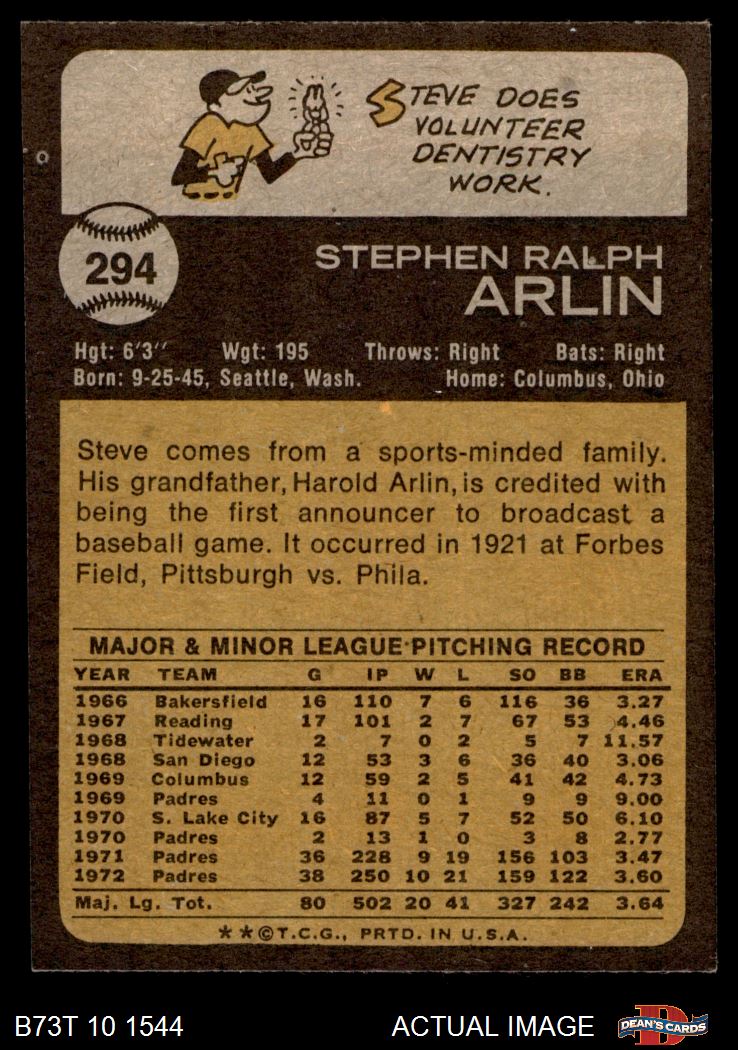 STEVE DOES
VOLUNTEER
DENTISTRY
WORK.
294
STEPHEN RALPH
ARLIN
Hgt: 6'3'' Wgt: 195 Throws: Right Bats: Right
Born: 9-25-45, Seattle, Wash. Home: Columbus, Ohio
Steve comes from a sports-minded family.
His grandfather, Harold Arlin, is credited with
being the first announcer to broadcast a
baseball game. It occurred in 1921 at Forbes
Field, Pittsburgh vs. Phila.
MAJOR & MINOR LEAGUE PITCHING RECORD
YEAR TEAM G IP W L SO BB ERA
1966 Bakersfield 16 110 7 6 116 36 3.27
1967 Reading 17 101 2 7 67 53 4.46
1968 Tidewater 2 7 0 2 5 7 11.57
1968 San Diego 12 53 3 6 36 40 3.06
1969 Columbus 12 59 2 5 41 42 4.73
1969 Padres 4 11 0 1 9 9 9.00
1970 S. Lake City 16 87 5 7 52 50 6.10
1970 Padres 2 13 1 0 3 8 2.77
1971 Padres 36 228 9 19 156 103 3.47
1972 Padres 38 250 10 21 159 122 3.60
Maj. Lg. Tot. 80 502 20 41 327 242 3.64
**©T.C.G., PRTD. IN U.S.A.
B73T 10 1544 ACTUAL IMAGE DEAN'S CARDS